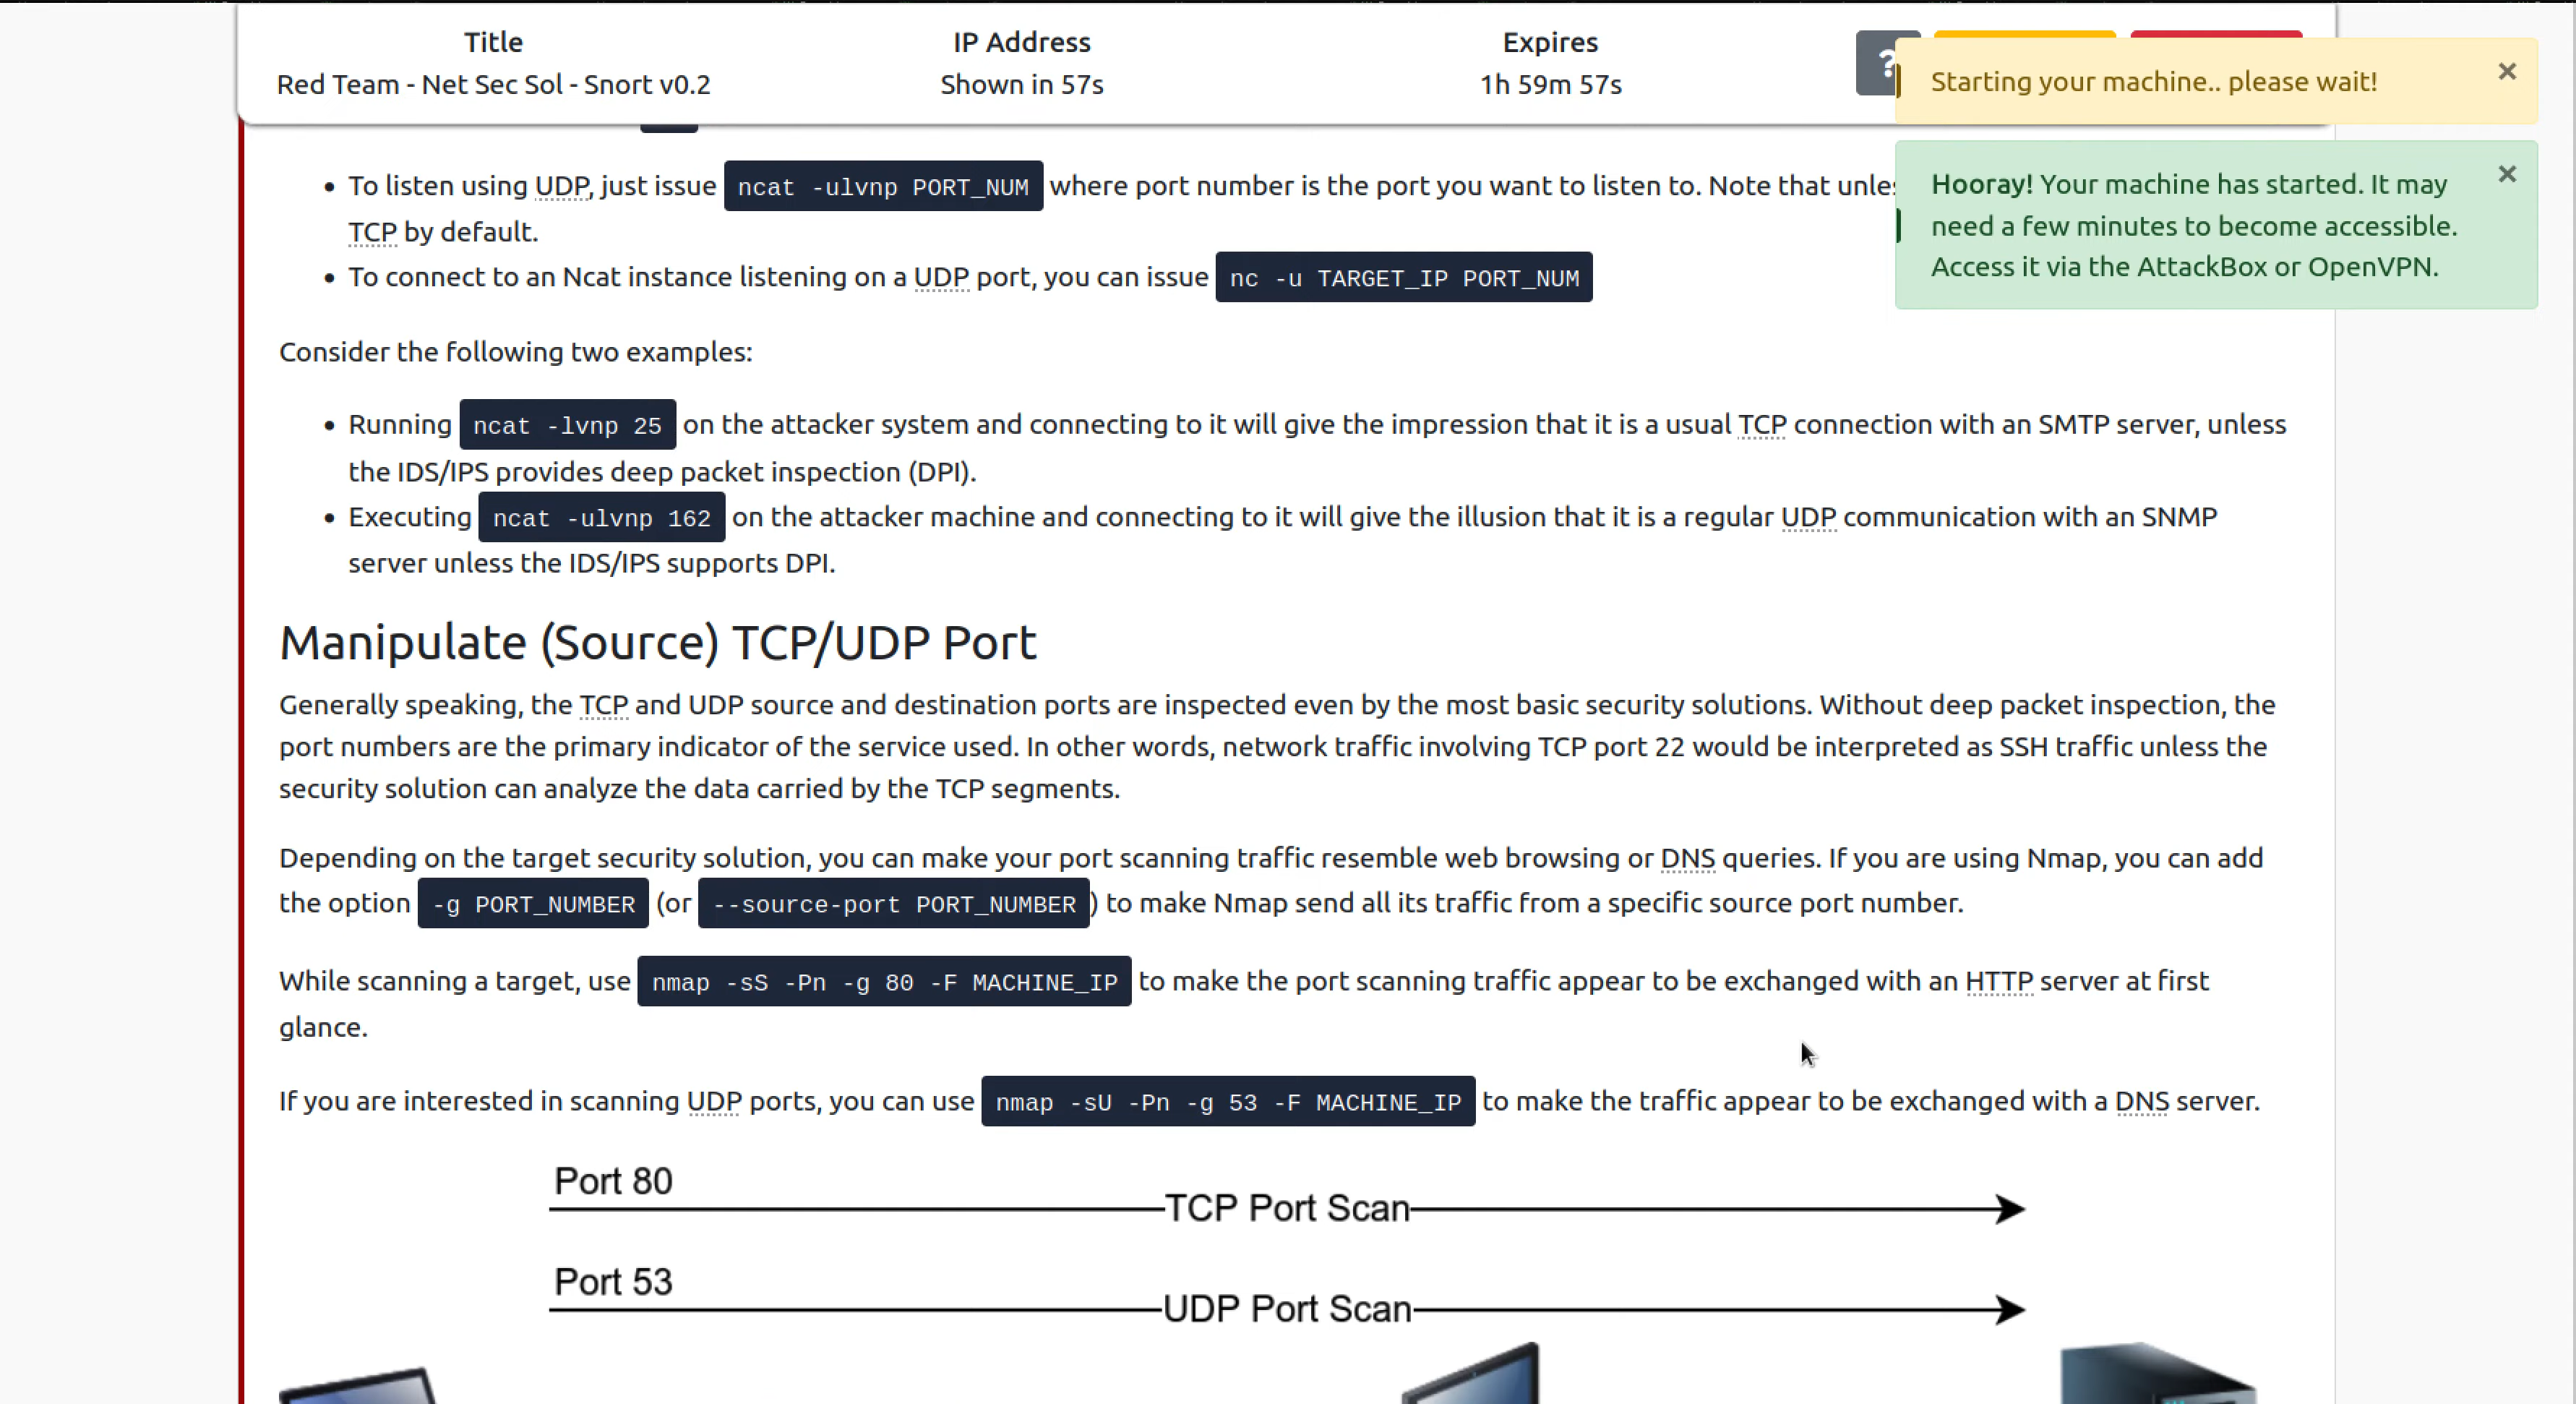 Title
IP Address
Expires
Red Team - Net Sec Sol - Snort v0.2
Shown in 57s
1h 59m 57s
?
Starting your machine.. please wait!
×
Hooray! Your machine has started. It may
need a few minutes to become accessible.
Access it via the AttackBox or OpenVPN.
×
• To listen using UDP, just issue ncat -ulvnp PORT_NUM where port number is the port you want to listen to. Note that
TCP by default.
• To connect to an Ncat instance listening on a UDP port, you can issue nc -u TARGET_IP PORT_NUM
Consider the following two examples:
• Running ncat -lvnp 25 on the attacker system and connecting to it will give the impression that it is a usual TCP connection with an SMTP server, unless
the IDS/IPS provides deep packet inspection (DPI).
• Executing ncat -ulvnp 162 on the attacker machine and connecting to it will give the illusion that it is a regular UDP communication with an SNMP
server unless the IDS/IPS supports DPI.
Manipulate (Source) TCP/UDP Port
Generally speaking, the TCP and UDP source and destination ports are inspected even by the most basic security solutions. Without deep packet inspection, the
port numbers are the primary indicator of the service used. In other words, network traffic involving TCP port 22 would be interpreted as SSH traffic unless the
security solution can analyze the data carried by the TCP segments.
Depending on the target security solution, you can make your port scanning traffic resemble web browsing or DNS queries. If you are using Nmap, you can add
the option -g PORT_NUMBER (or --source-port PORT_NUMBER ) to make Nmap send all its traffic from a specific source port number.
While scanning a target, use nmap -sS -Pn -g 80 -F MACHINE_IP to make the port scanning traffic appear to be exchanged with an HTTP server at first
glance.
If you are interested in scanning UDP ports, you can use nmap -sU -Pn -g 53 -F MACHINE_IP to make the traffic appear to be exchanged with a DNS server.
Port 80
TCP Port Scan
Port 53
UDP Port Scan